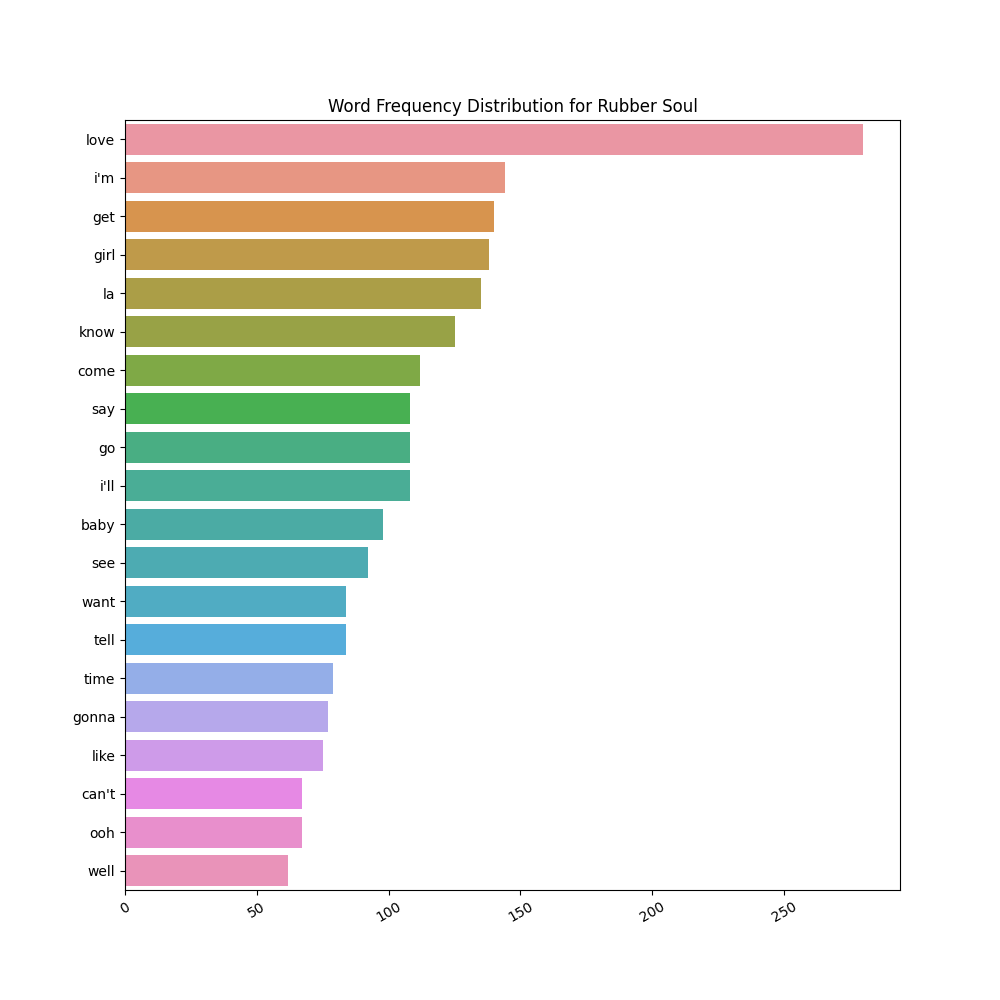 Word Frequency Distribution for Rubber Soul
love
i'm
get
girl
la
know
come
say
go
i'll
baby
see
want
tell
time
gonna
like
can't
ooh
well
0 50 100 150 200 250